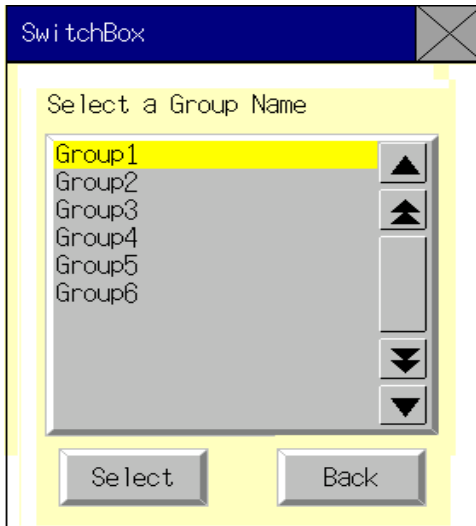 SwitchBox
Select a Group Name
Group1
Group2
Group3
Group4
Group5
Group6
Select
Back